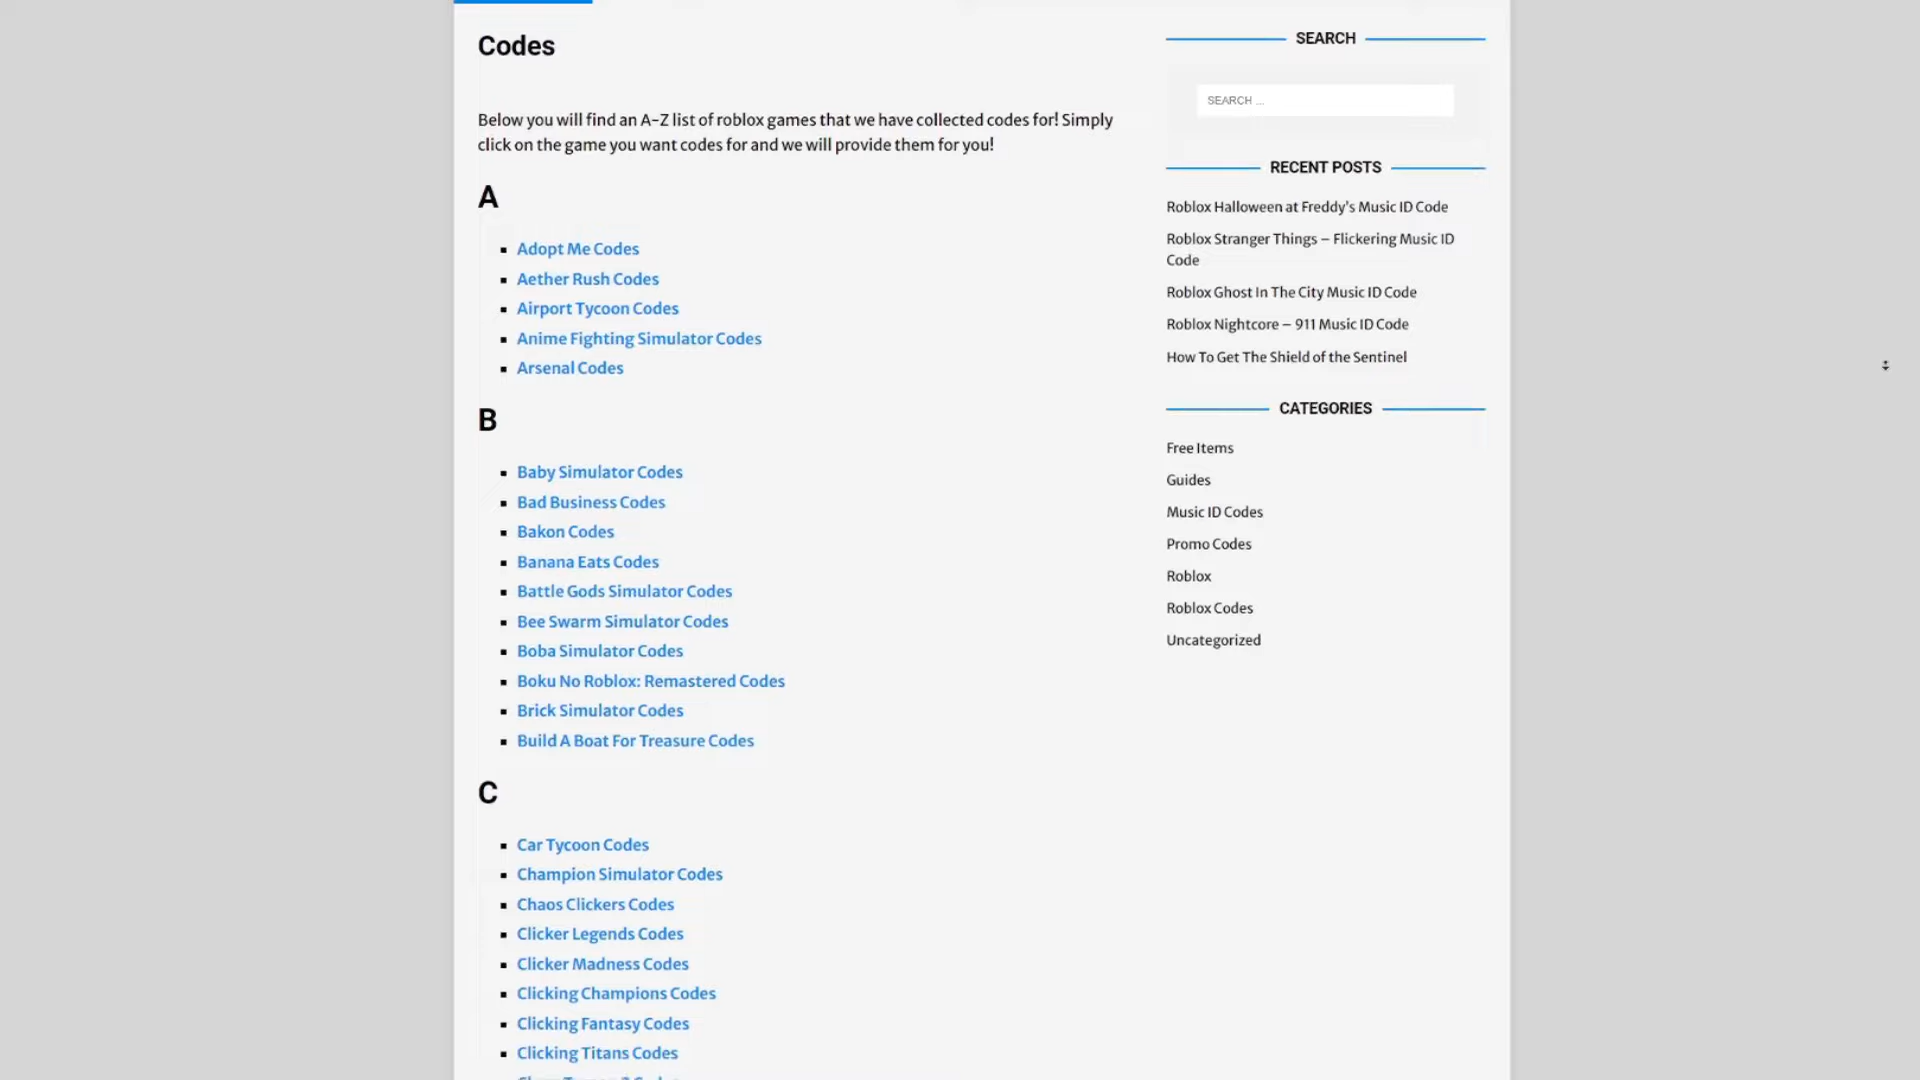 Codes
Below you will find an A-Z list of roblox games that we have collected codes for! Simply
click on the game you want codes for and we will provide them for you!
A
Adopt Me Codes
Aether Rush Codes
Airport Tycoon Codes
Anime Fighting Simulator Codes
Arsenal Codes
B
Baby Simulator Codes
Bad Business Codes
Bakon Codes
Banana Eats Codes
Battle Gods Simulator Codes
Bee Swarm Simulator Codes
Boba Simulator Codes
Boku No Roblox: Remastered Codes
Brick Simulator Codes
Build A Boat For Treasure Codes
C
Car Tycoon Codes
Champion Simulator Codes
Chaos Clickers Codes
Clicker Legends Codes
Clicker Madness Codes
Clicking Champions Codes
Clicking Fantasy Codes
Clicking Titans Codes
SEARCH
SEARCH ...
RECENT POSTS
Roblox Halloween at Freddy's Music ID Code
Roblox Stranger Things – Flickering Music ID
Code
Roblox Ghost In The City Music ID Code
Roblox Nightcore – 911 Music ID Code
How To Get The Shield of the Sentinel
CATEGORIES
Free Items
Guides
Music ID Codes
Promo Codes
Roblox
Roblox Codes
Uncategorized